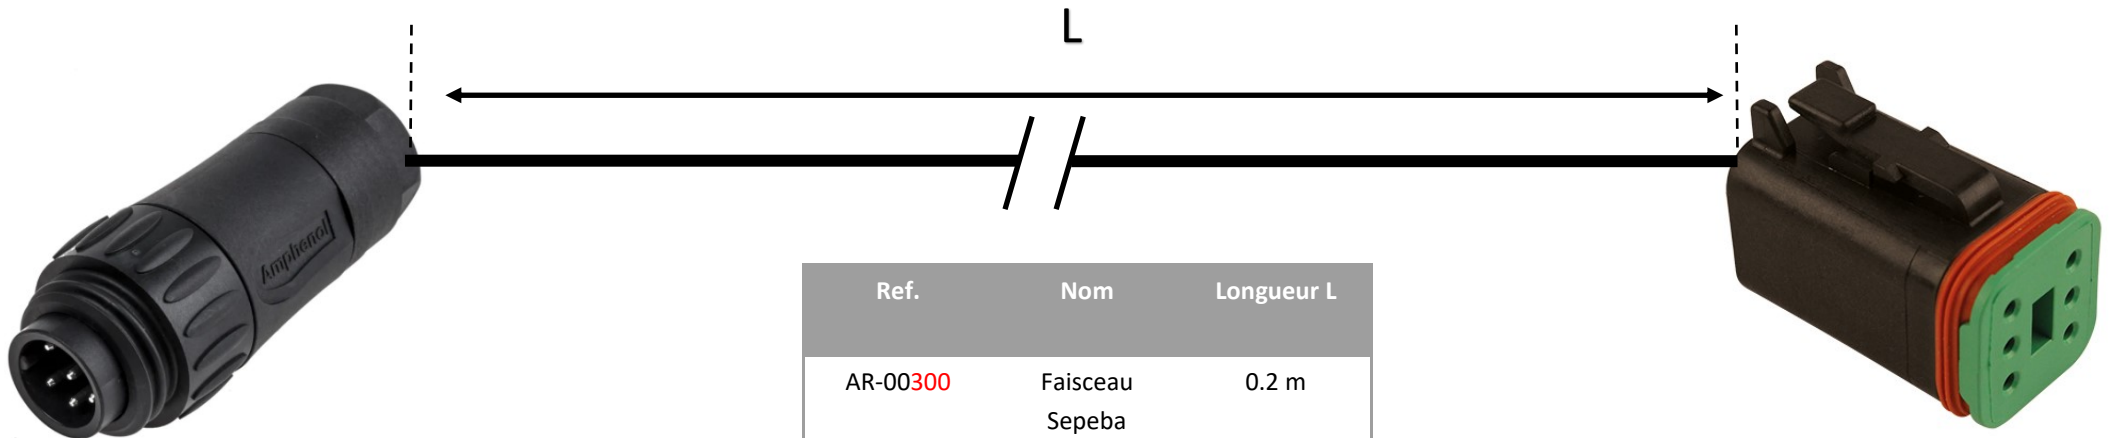 L
Amphenol
Ref. Nom Longueur L
AR-00300 Faisceau 0.2 m
Sepeba